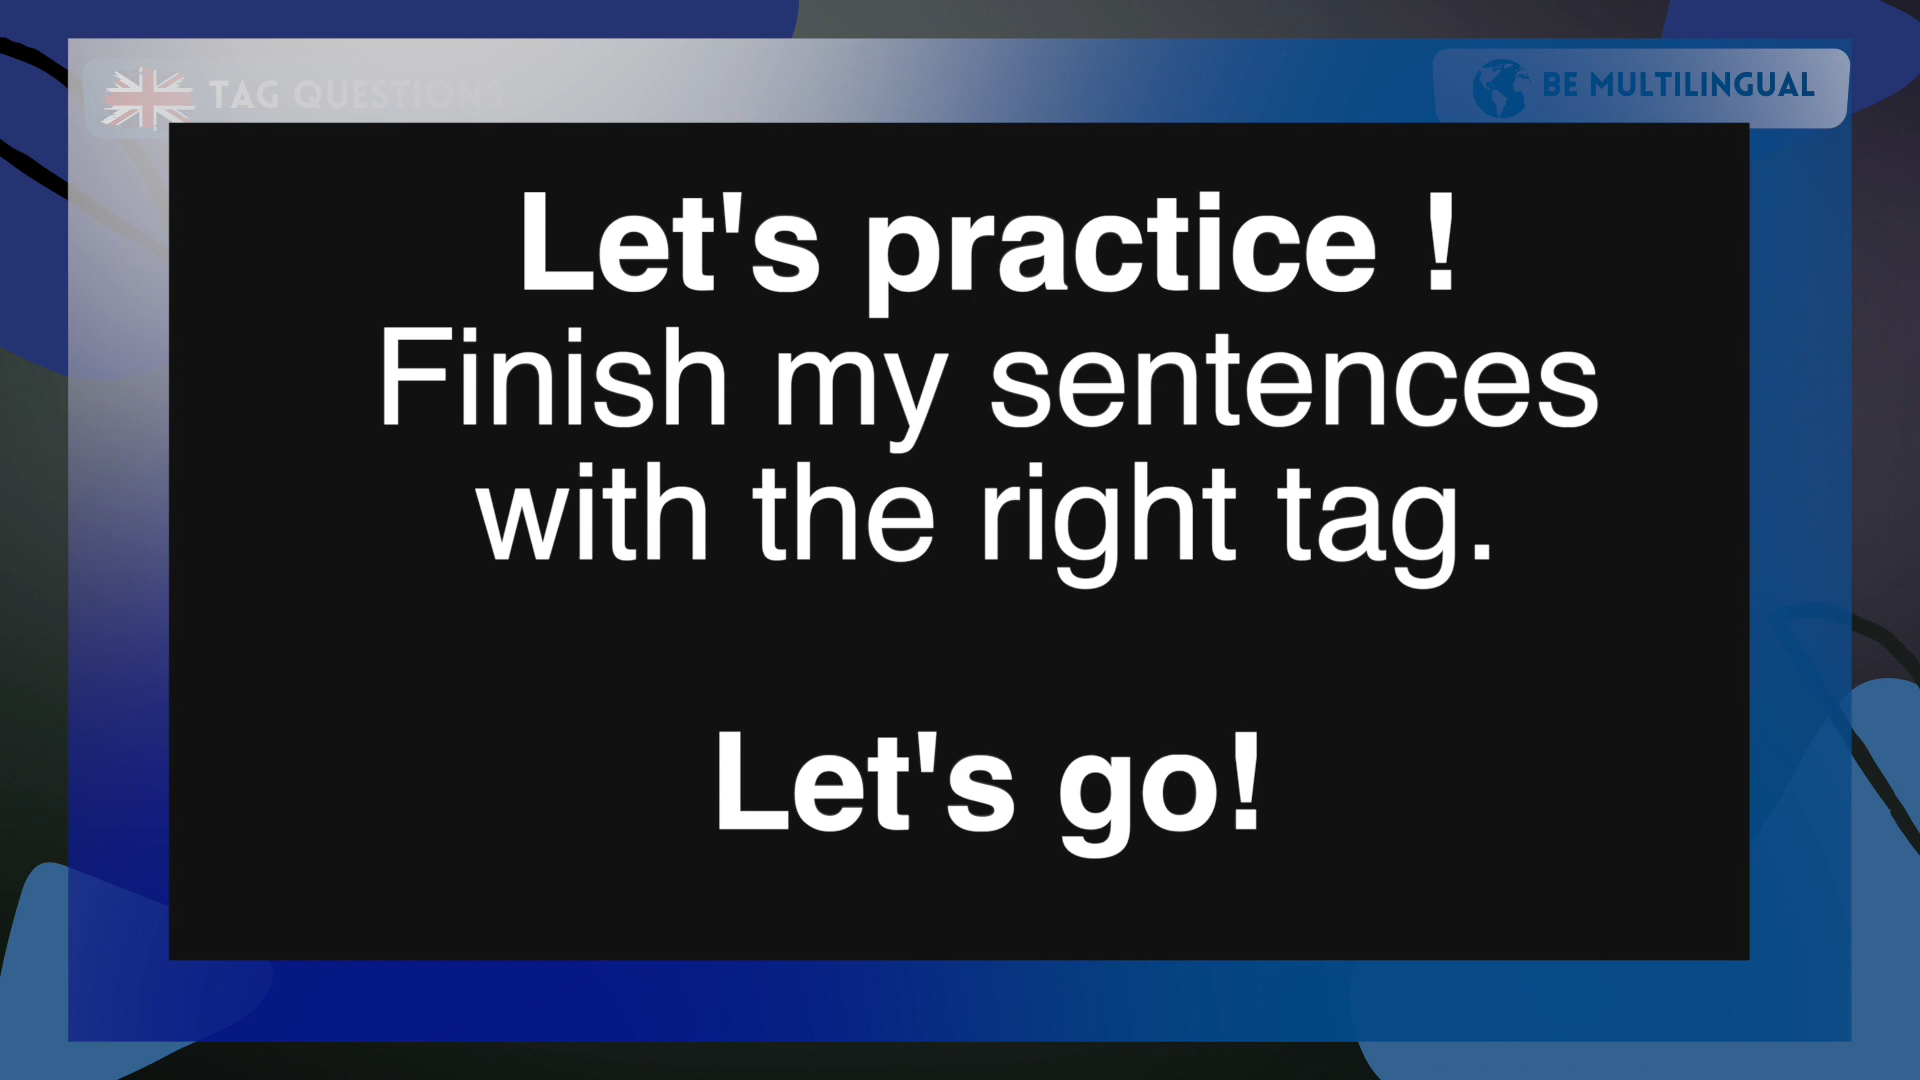 TAG QUESTIONS
BE MULTILINGUAL
Let's practice !
Finish my sentences
with the right tag.
Let's go!